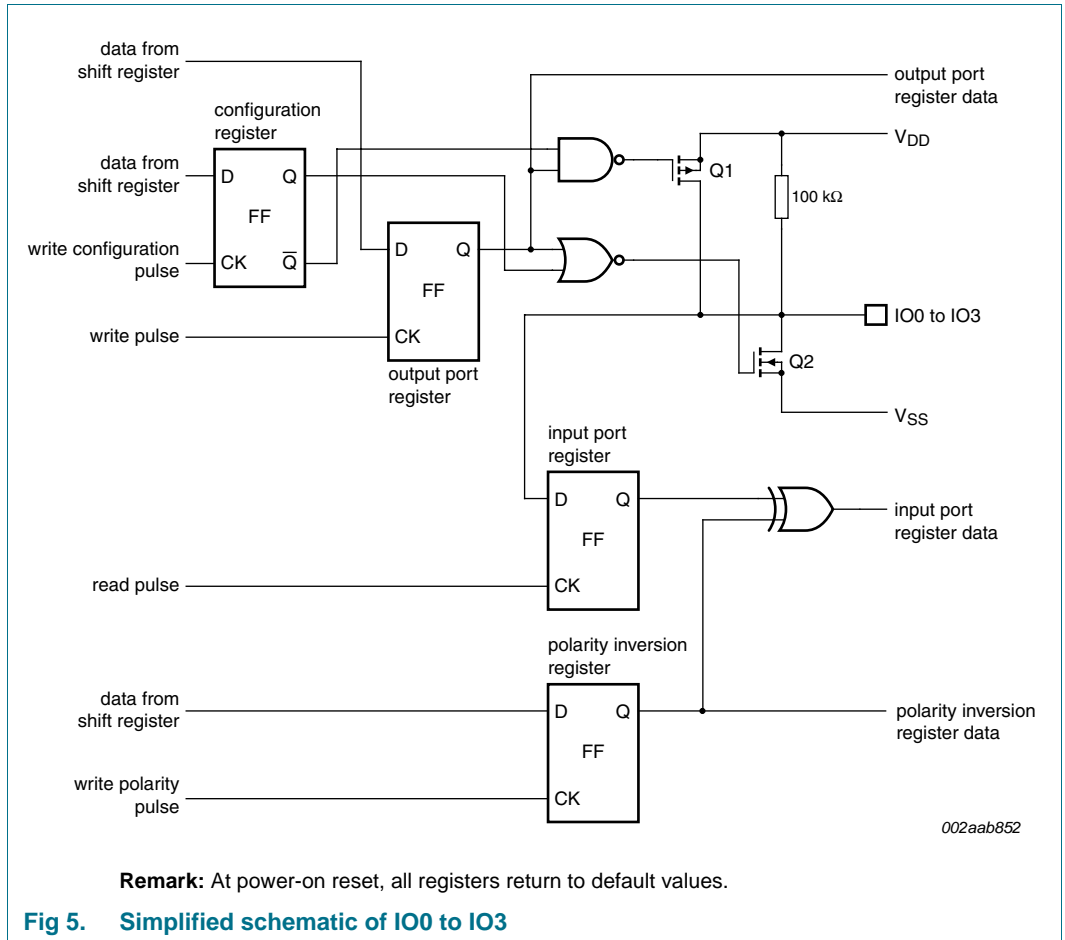 data from
shift register
output port
register data
configuration
register
V_DD
data from
shift register
D
Q
Q1
100 kΩ
FF
D
Q
write configuration
pulse
CK
Q̅
FF
IO0 to IO3
write pulse
CK
Q2
output port
register
V_SS
input port
register
D
Q
input port
register data
FF
read pulse
CK
polarity inversion
register
data from
shift register
D
Q
polarity inversion
register data
FF
write polarity
pulse
CK
002aab852
Remark: At power-on reset, all registers return to default values.
Fig 5. Simplified schematic of IO0 to IO3